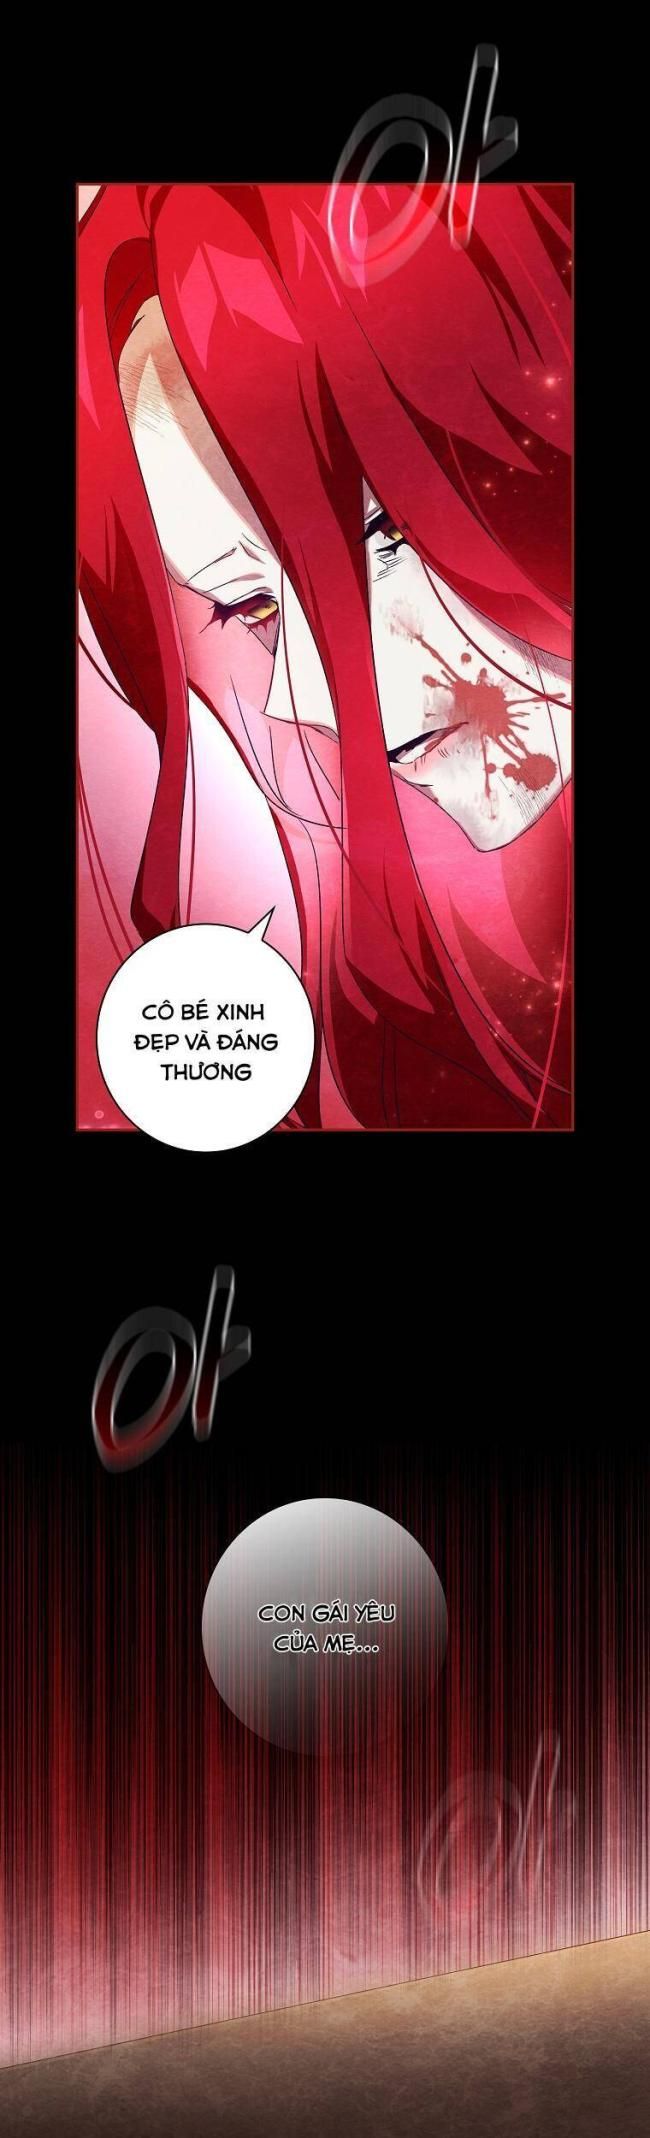 아
CÔ BÉ XINH
ĐẸP VÀ ĐÁNG
THƯƠNG
아
CON GÁI YÊU
CỦA MẸ...
아